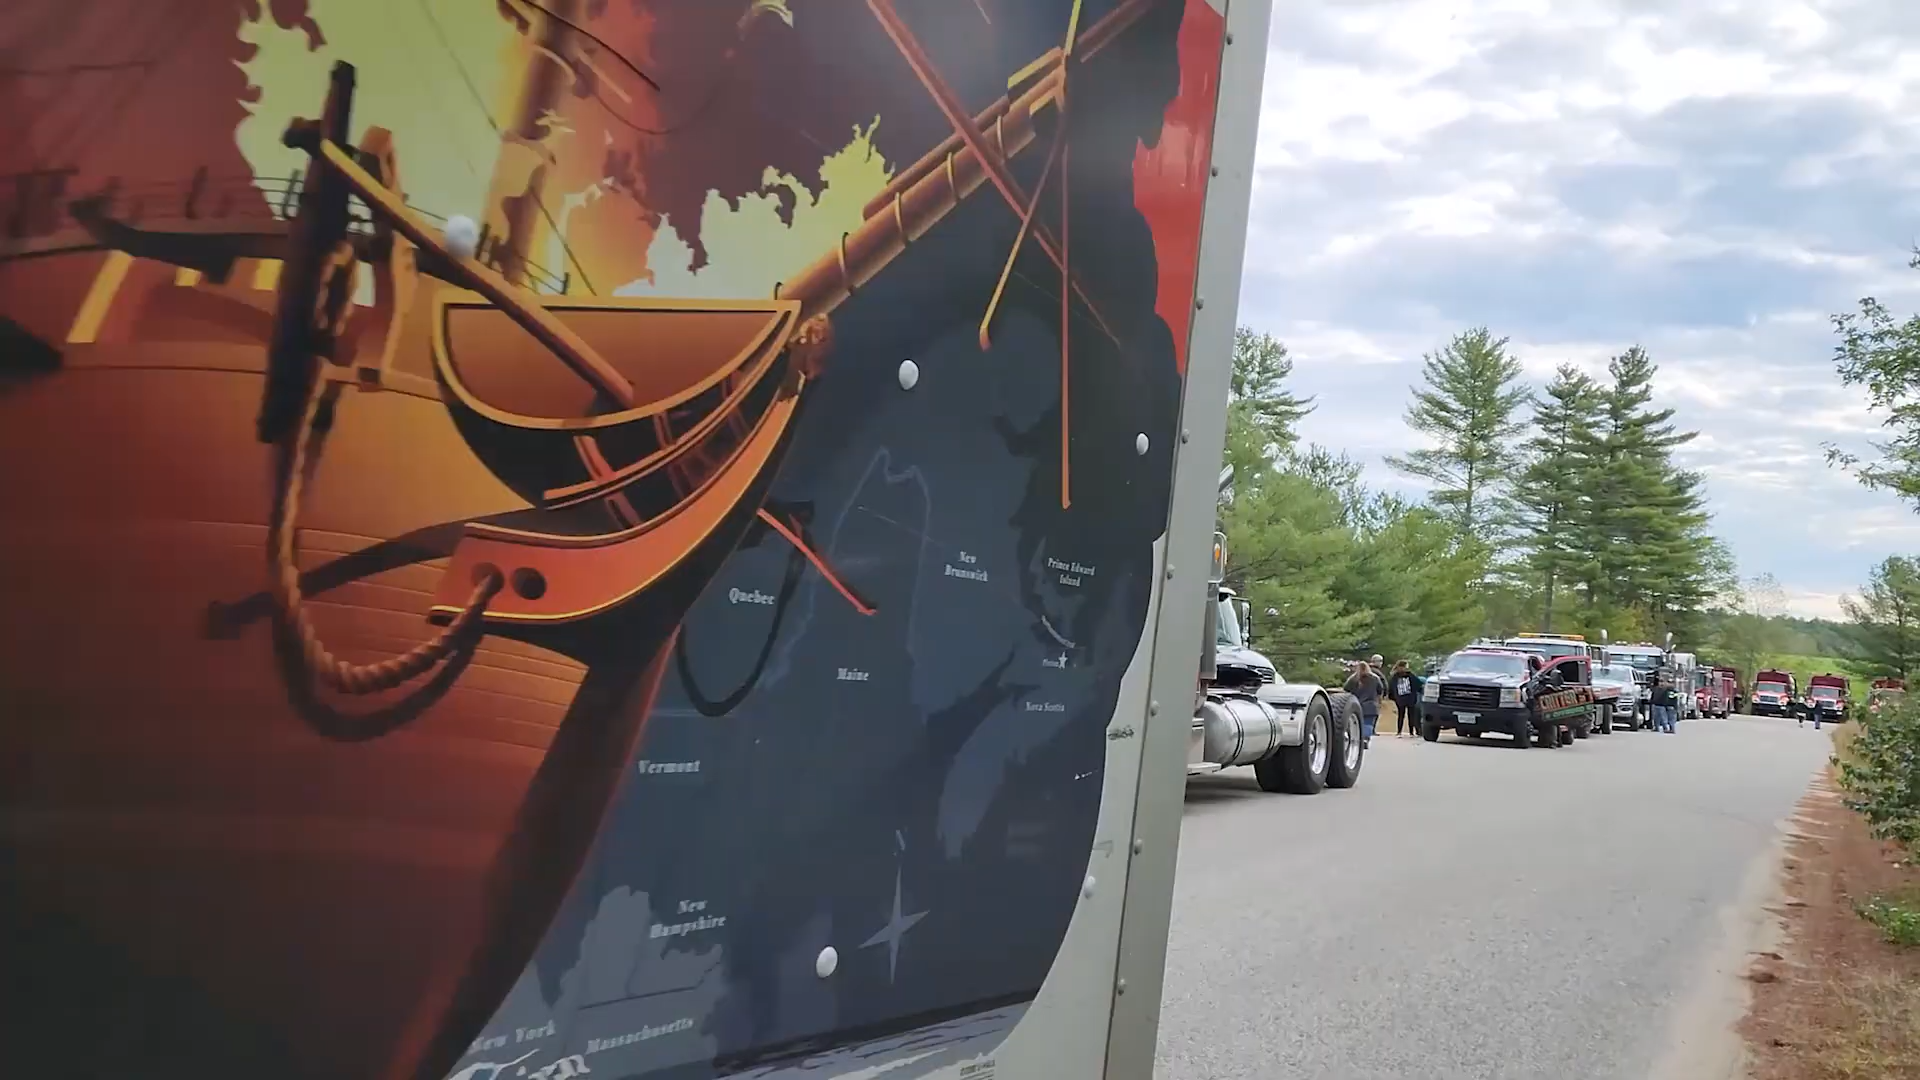 New
Brunswick
Prince Edward
Island
Quebec
Maine
Nova Scotia
Vermont
New
Hampshire
New York
Massachusetts